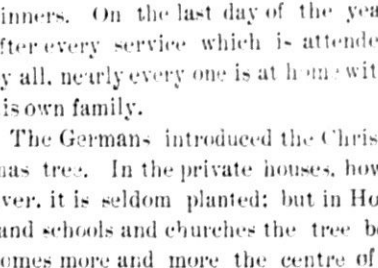 inners. On the last day of the yea
fter every service which is attende
y all, nearly every one is at home wit
is own family.
The Germans introduced the Chris
mas tree. In the private houses, how
ver, it is seldom planted; but in Ho
and schools and churches the tree be
omes more and more the centre of